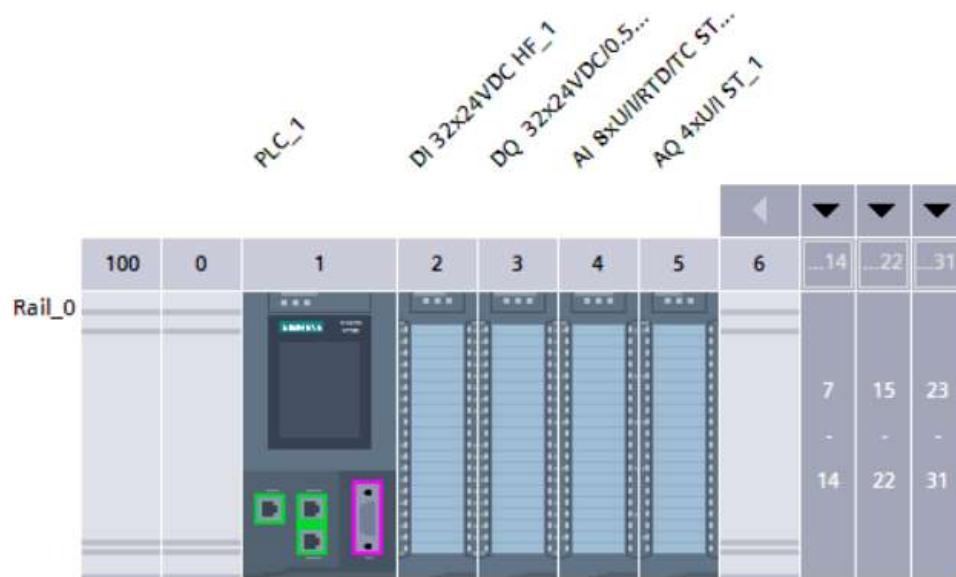 PLC_1
DI 32x24VDC HF_1
DQ 32x24VDC/0.5...
AI 8xU/I/RTD/TC ST...
AQ 4xU/I ST_1
100 0 1 2 3 4 5 6 ...14 ...22 ...31
Rail_0
SIEMENS
7 15 23
- - -
14 22 31